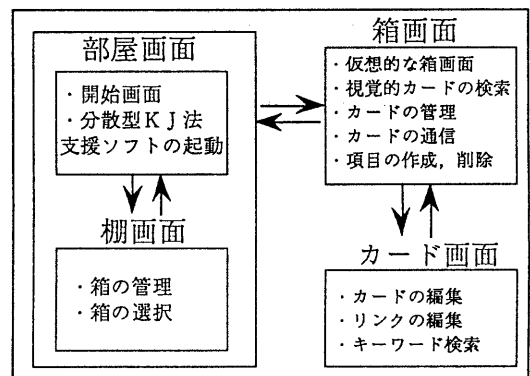 部屋画面
・開始画面
・分散型ＫＪ法
支援ソフトの起動
棚画面
・箱の管理
・箱の選択
箱画面
・仮想的な箱画面
・視覚的カードの検索
・カードの管理
・カードの通信
・項目の作成，削除
カード画面
・カードの編集
・リンクの編集
・キーワード検索